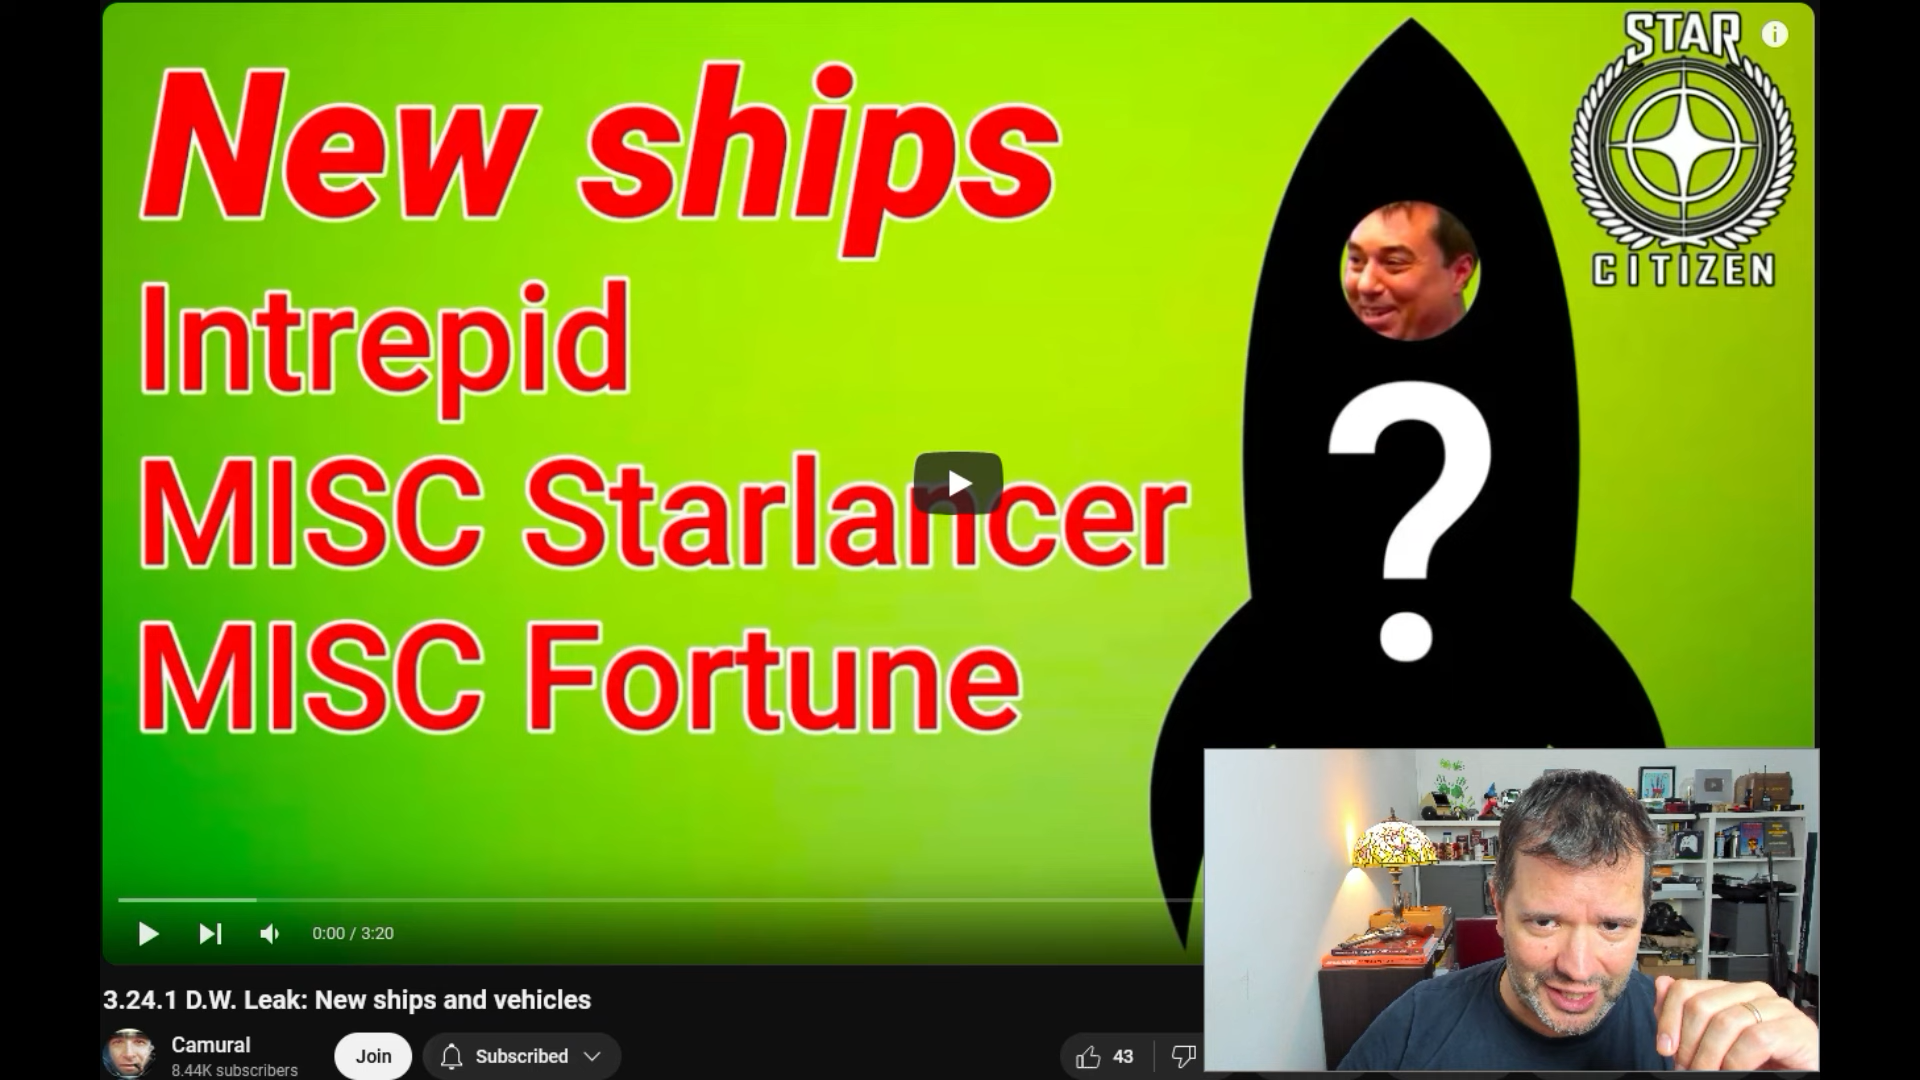 New ships
Intrepid
MISC Starlancer
MISC Fortune
STAR
CITIZEN
?
0:00 / 3:20
3.24.1 D.W. Leak: New ships and vehicles
Camural
8.44K subscribers
Join
Subscribed
43